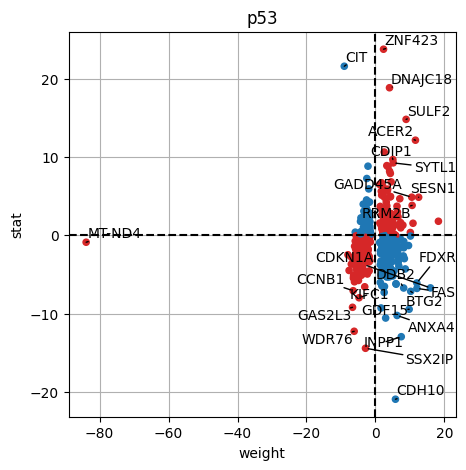 p53
ZNF423
CIT
DNAJC18
SULF2
ACER2
CDIP1
SYTL1
GADD45A
SESN1
RRM2B
MT-ND4
CDKN1A
FDXR
DDB2
CCNB1
KIFC1
FAS
BTG2
GDF15
GAS2L3
ANXA4
WDR76
INPP1
SSX2IP
CDH10
20
10
0
−10
−20
stat
−80
−60
−40
−20
0
20
weight